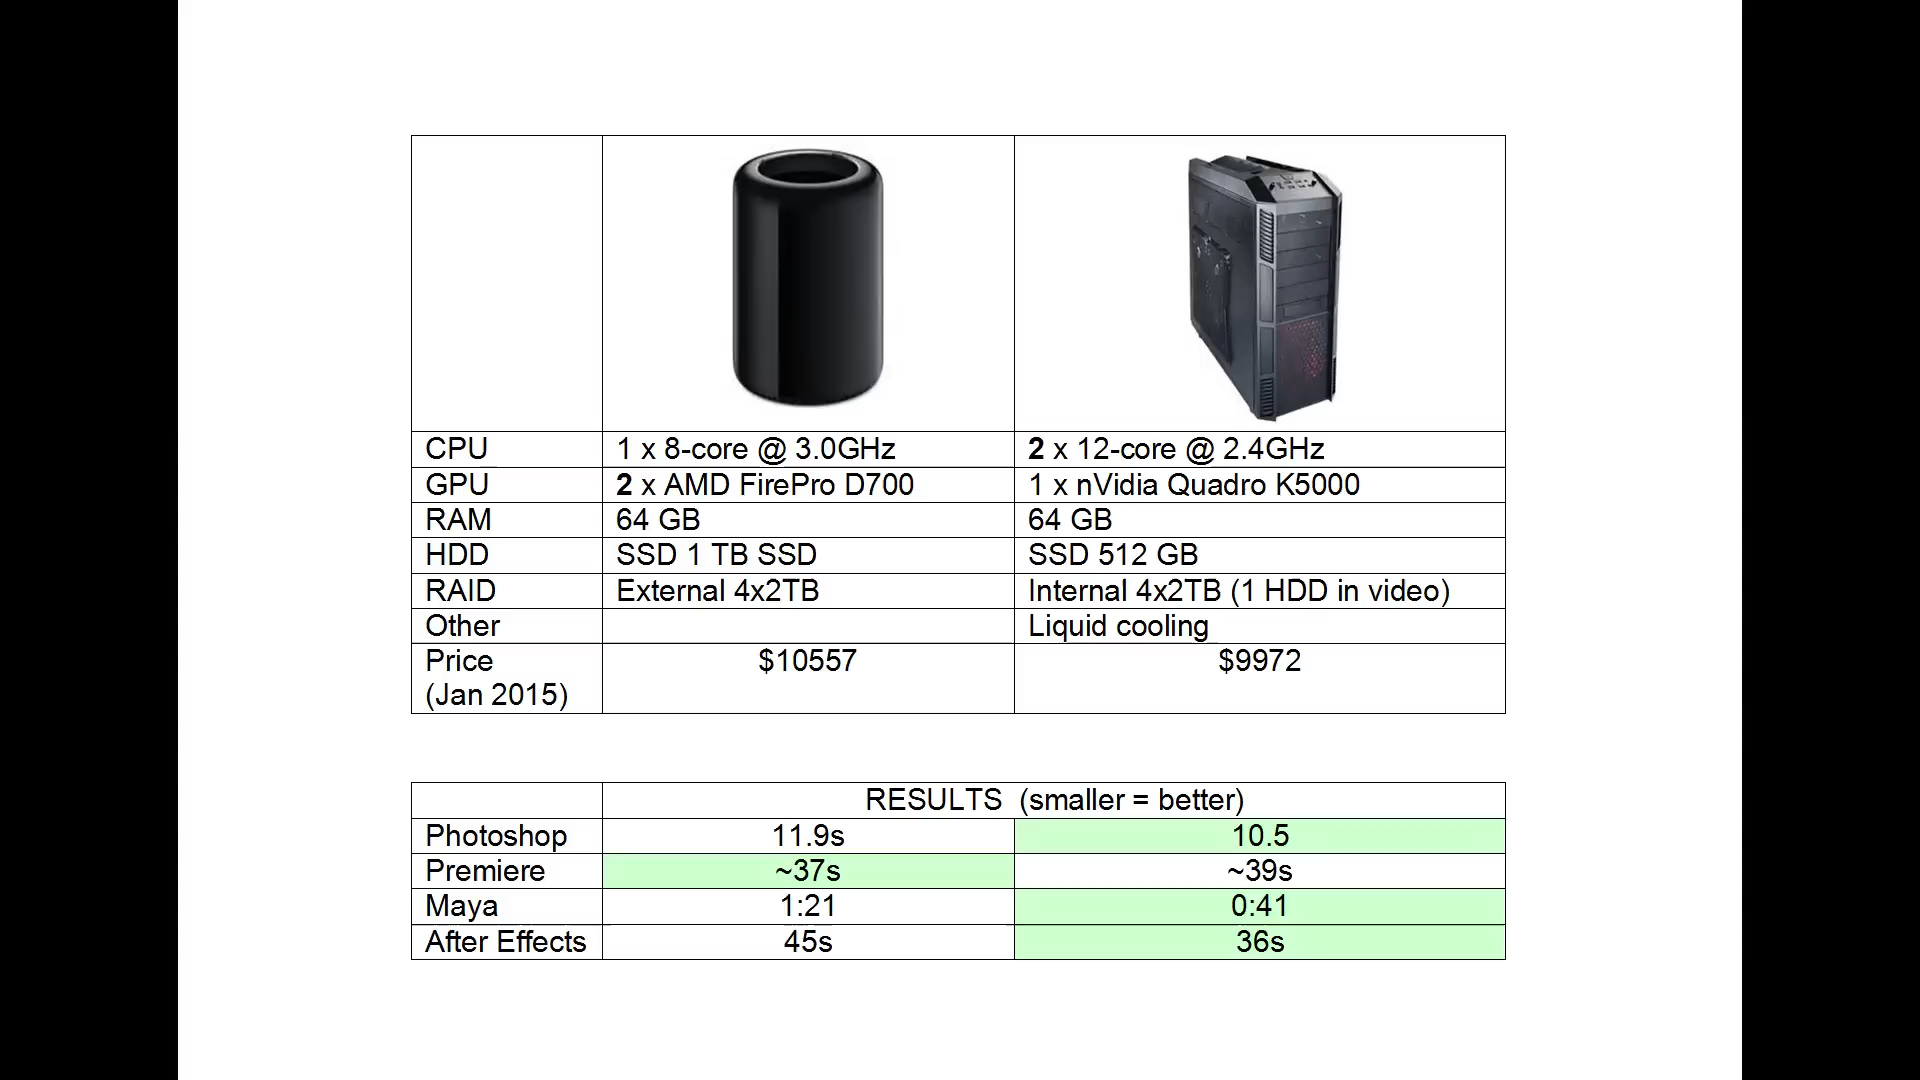 CPU 1 x 8-core @ 3.0GHz 2 x 12-core @ 2.4GHz
GPU 2 x AMD FirePro D700 1 x nVidia Quadro K5000
RAM 64 GB 64 GB
HDD SSD 1 TB SSD SSD 512 GB
RAID External 4x2TB Internal 4x2TB (1 HDD in video)
Other Liquid cooling
Price $10557 $9972
(Jan 2015)
RESULTS (smaller = better)
Photoshop 11.9s 10.5
Premiere ~37s ~39s
Maya 1:21 0:41
After Effects 45s 36s